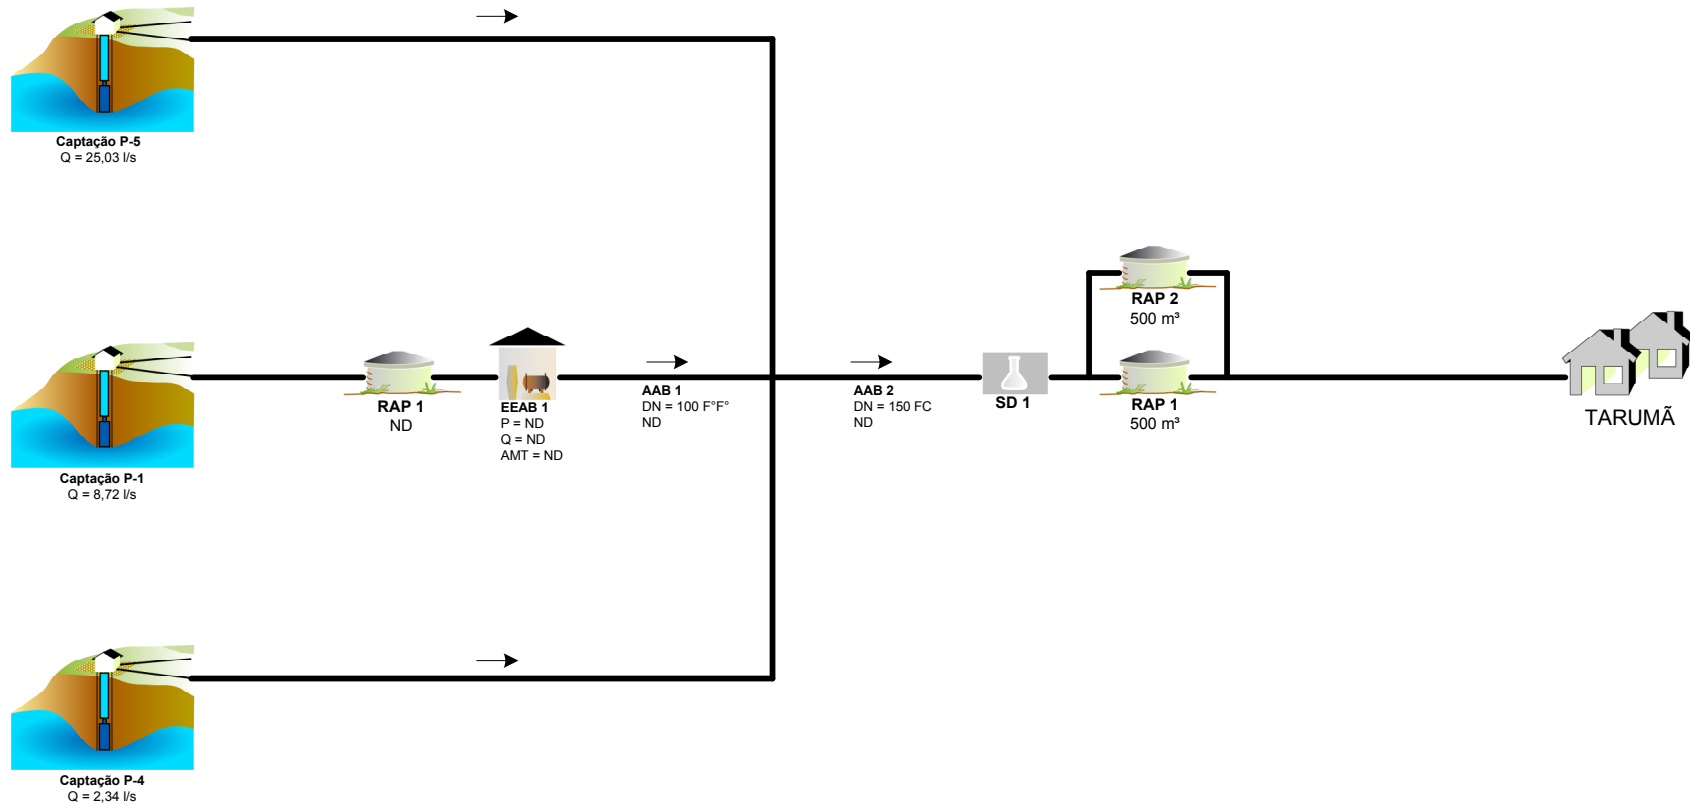 Captação P-5
Q = 25,03 l/s
RAP 2
500 m³
Captação P-1
Q = 8,72 l/s
RAP 1
ND
EEAB 1
P = ND
Q = ND
AMT = ND
AAB 1
DN = 100 F°F°
ND
AAB 2
DN = 150 FC
ND
SD 1
RAP 1
500 m³
TARUMÃ
Captação P-4
Q = 2,34 l/s